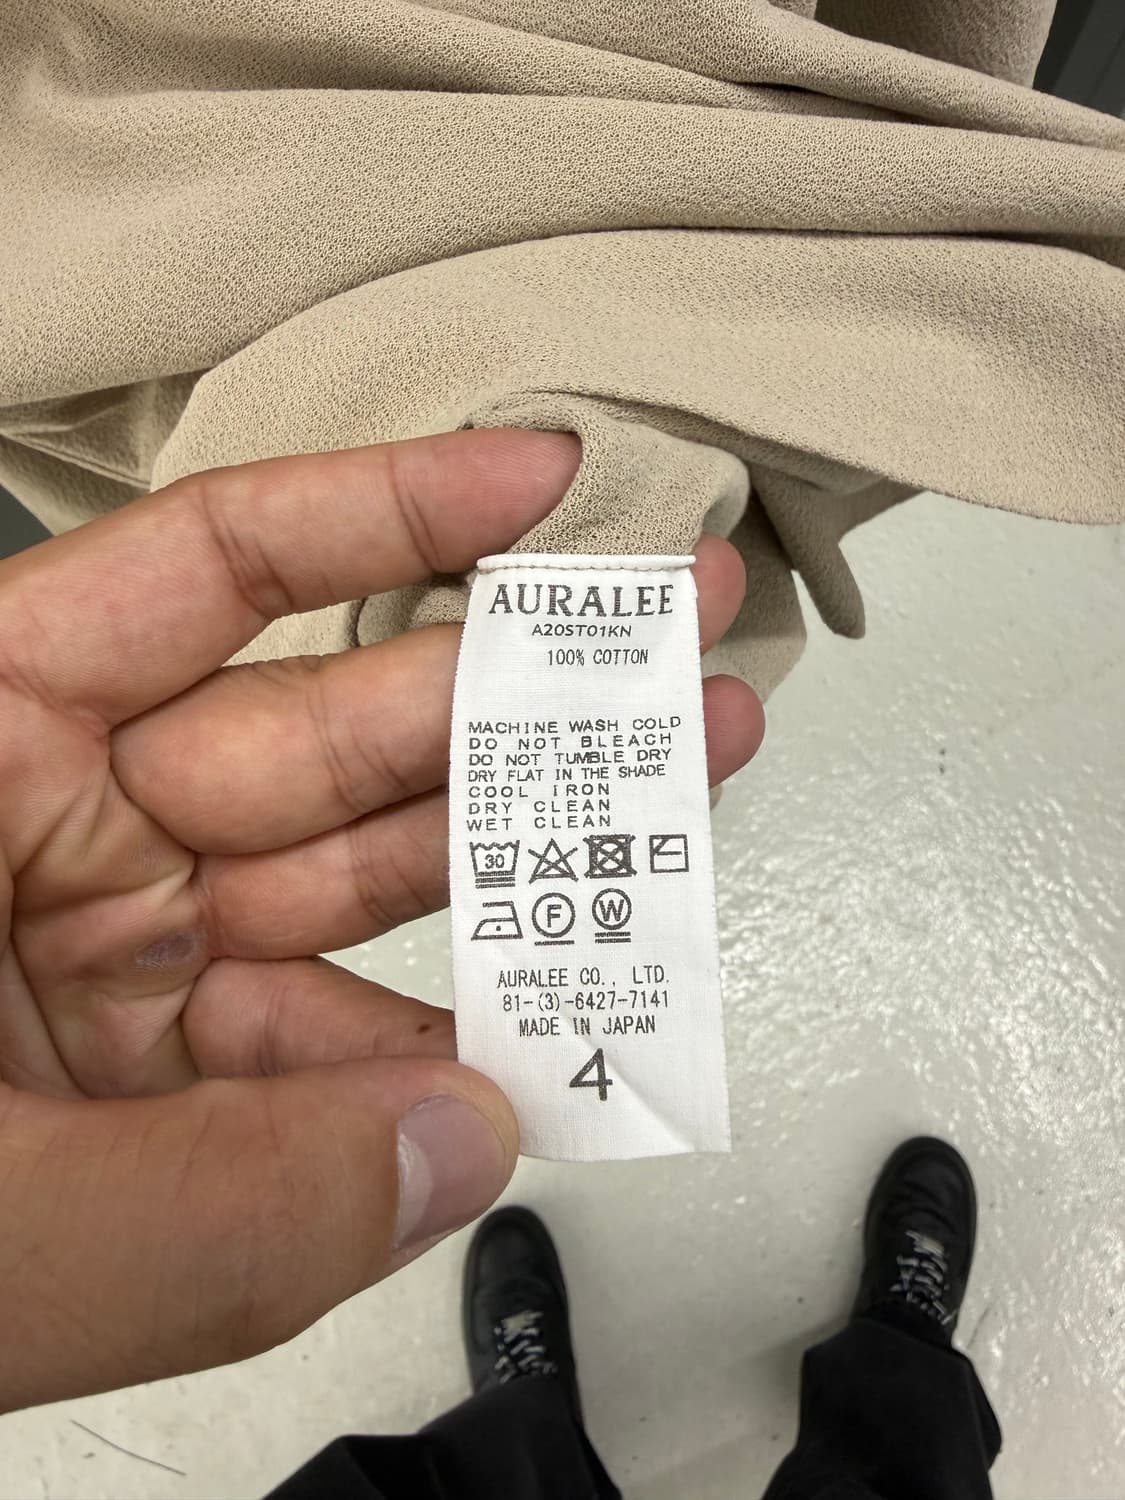 AURALEE
A20ST01KN
100% COTTON
MACHINE WASH COLD
DO NOT BLEACH
DO NOT TUMBLE DRY
DRY FLAT IN THE SHADE
COOL IRON
DRY CLEAN
WET CLEAN
30
F W
AURALEE CO., LTD.
81-(3)-6427-7141
MADE IN JAPAN
4